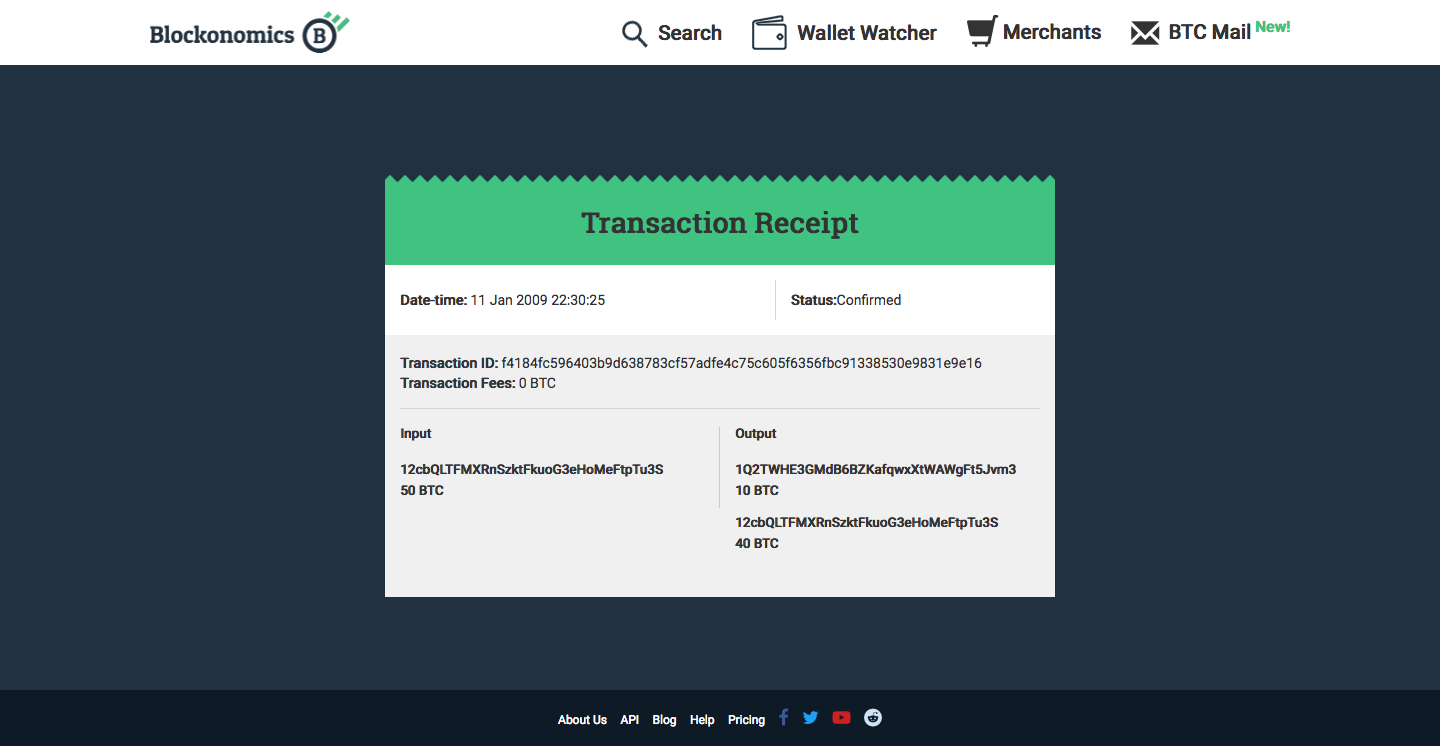 Blockonomics B
Search
Wallet Watcher
Merchants
BTC Mail New!
Transaction Receipt
Date-time: 11 Jan 2009 22:30:25
Status:Confirmed
Transaction ID: f4184fc596403b9d638783cf57adfe4c75c605f6356fbc91338530e9831e9e16
Transaction Fees: 0 BTC
Input
12cbQLTFMXRnSzktFkuoG3eHoMeFtpTu3S
50 BTC
Output
1Q2TWHE3GMdB6BZKafqwxXtWAWgFt5Jvm3
10 BTC
12cbQLTFMXRnSzktFkuoG3eHoMeFtpTu3S
40 BTC
About Us API Blog Help Pricing